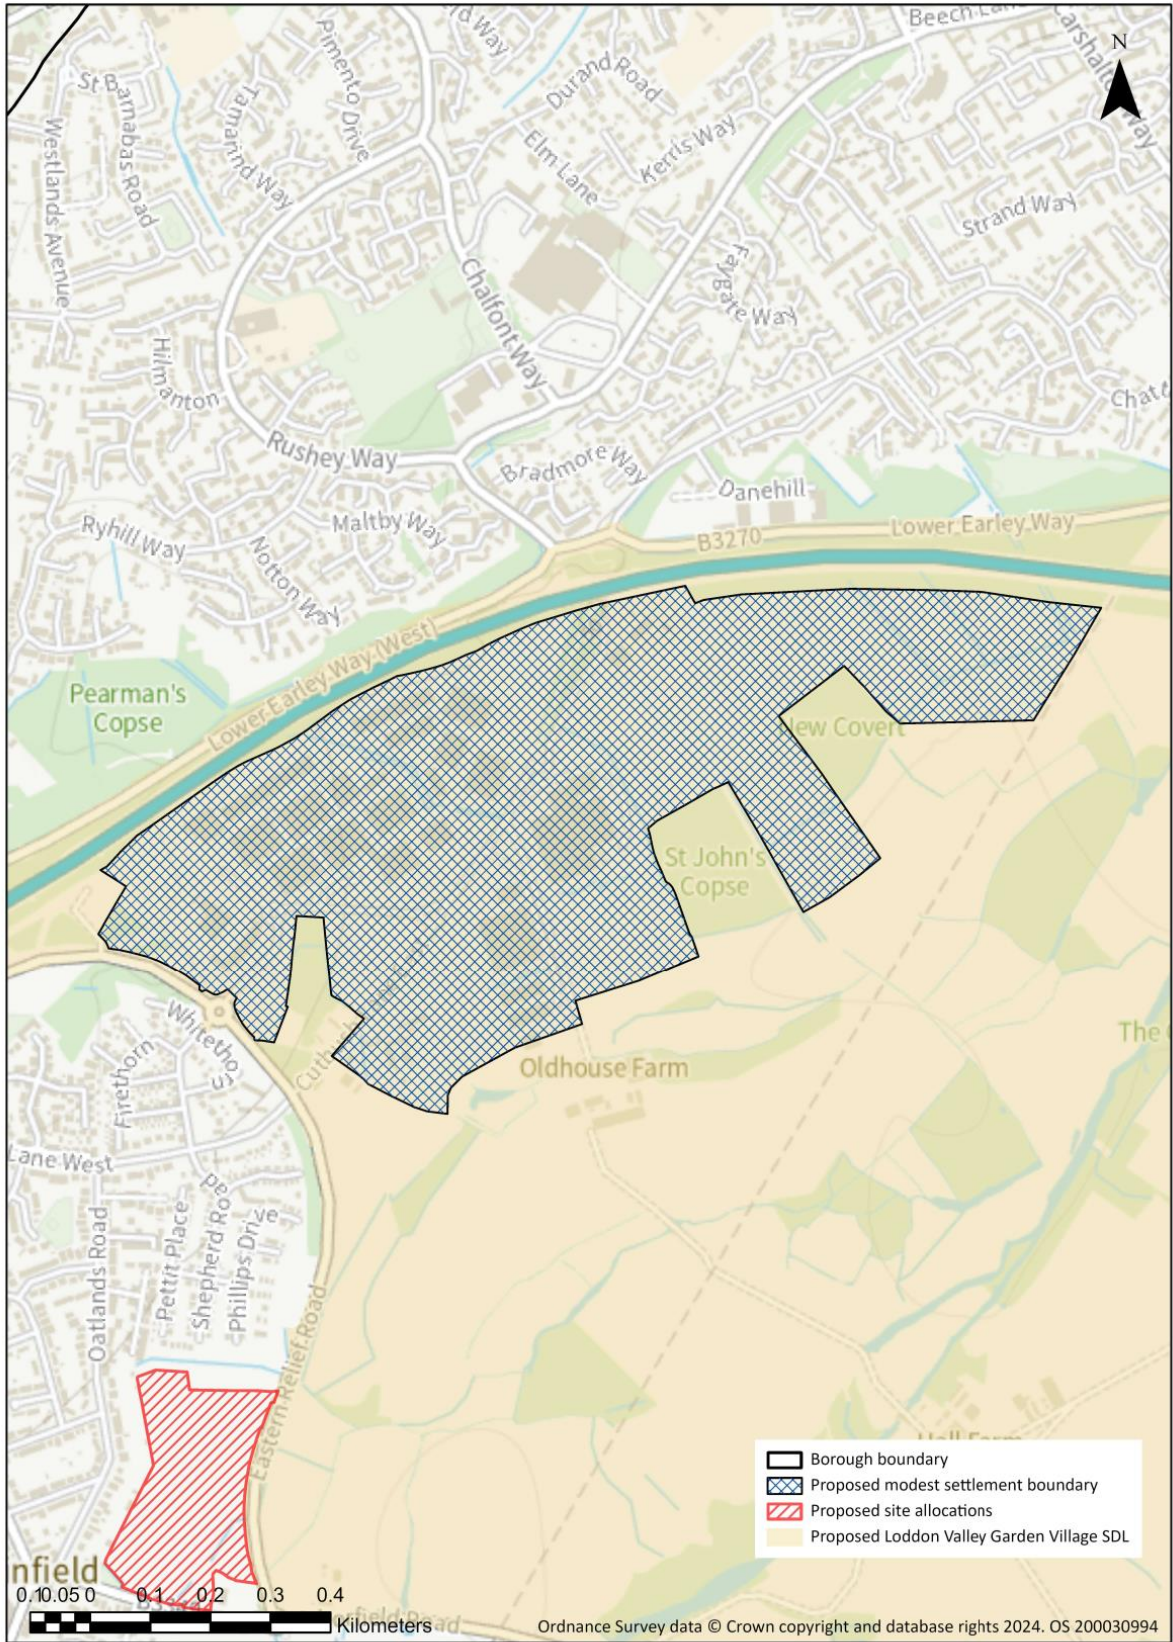 Beech Lane
N
St Barnabas Road
Pimento Drive
Durand Road
Tamarind Way
Westlands Avenue
Elm Lane
Kerris Way
Strand Way
Faygate Way
Chalfont Way
Hilmanton
Rushey Way
Bradmore Way
Danehill
Maltby Way
Ryhill Way
Notton Way
B3270
Lower Earley Way
Lower Earley Way (West)
Pearman's
Copse
New Covert
St John's
Copse
Whitethorn
Firethorn
Oldhouse Farm
The
Lane West
Oatlands Road
Pettit Place
Shepherd Road
Phillips Drive
Eastern Relief Road
Hall Farm
Borough boundary
Proposed modest settlement boundary
Proposed site allocations
Proposed Loddon Valley Garden Village SDL
nfield
0.1 0.05 0 0.1 0.2 0.3 0.4
Kilometers
Ordnance Survey data © Crown copyright and database rights 2024. OS 200030994